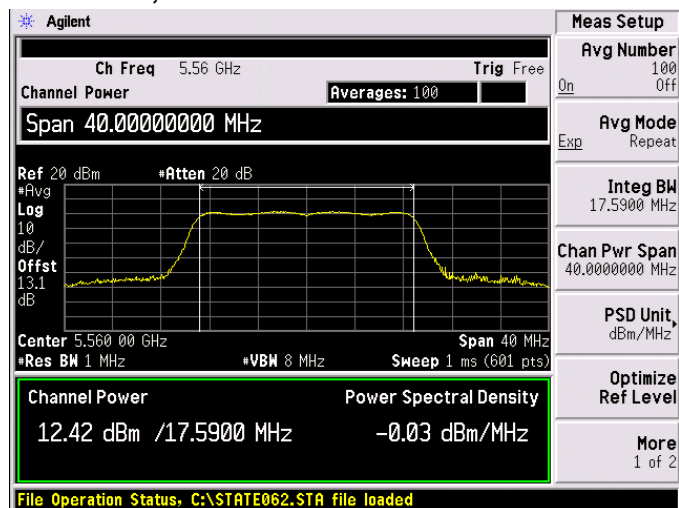 Agilent
Meas Setup
Ch Freq 5.56 GHz Trig Free
Channel Power Averages: 100
Span 40.00000000 MHz
Ref 20 dBm #Atten 20 dB
#Avg
Log
10
dB/
Offst
13.1
dB
Center 5.560 00 GHz Span 40 MHz
#Res BW 1 MHz #VBW 8 MHz Sweep 1 ms (601 pts)
Channel Power Power Spectral Density
12.42 dBm /17.5900 MHz -0.03 dBm/MHz
File Operation Status, C:\STATE062.STA file loaded
Avg Number
100
On Off
Avg Mode
Exp Repeat
Integ BW
17.5900 MHz
Chan Pwr Span
40.0000000 MHz
PSD Unit
dBm/MHz
Optimize
Ref Level
More
1 of 2